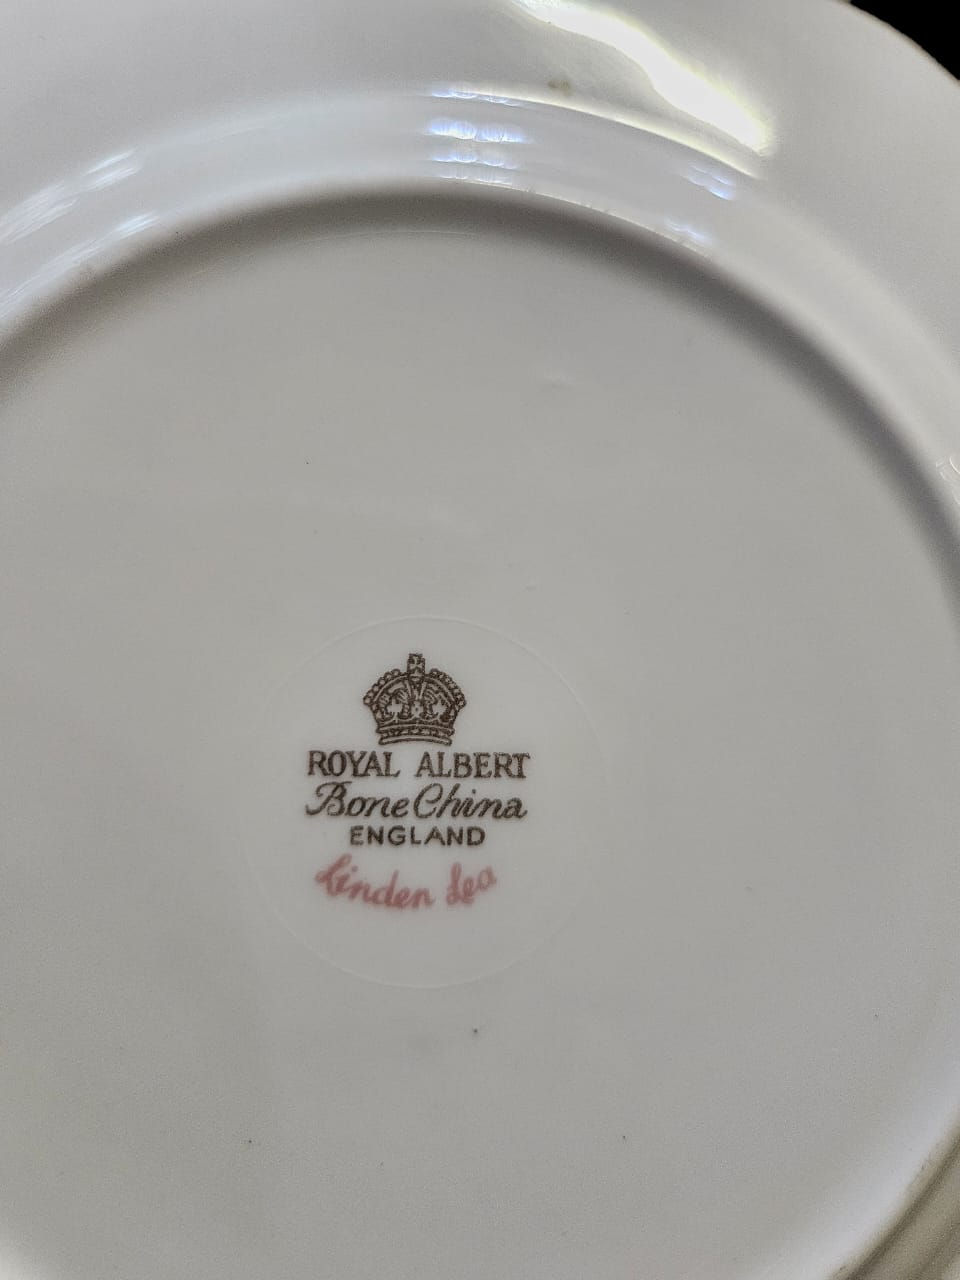 ROYAL ALBERT
Bone China
ENGLAND
Linden Lea